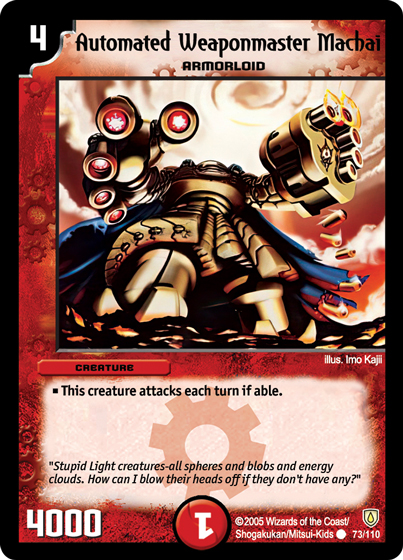 4
Automated Weaponmaster Machai
ARMORLOID
illus. Imo Kajii
CREATURE
▪ This creature attacks each turn if able.
"Stupid Light creatures-all spheres and blobs and energy
clouds. How can I blow their heads off if they don't have any?"
4000
1
©2005 Wizards of the Coast/
Shogakukan/Mitsui-Kids ● 73/110